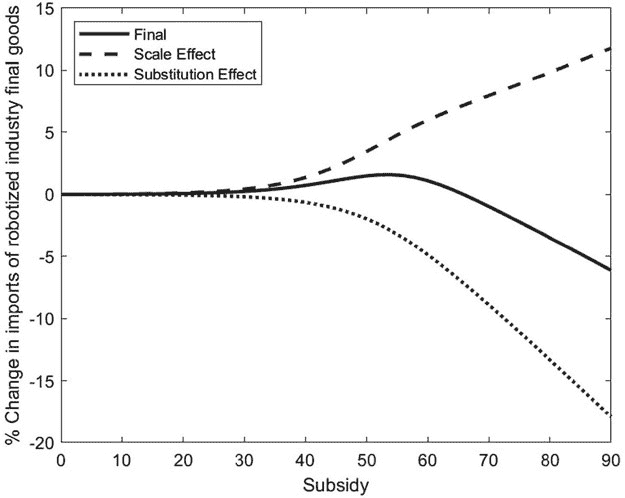 % Change in imports of robotized industry final goods
15
10
5
0
-5
-10
-15
-20
Final
Scale Effect
Substitution Effect
0 10 20 30 40 50 60 70 80 90
Subsidy